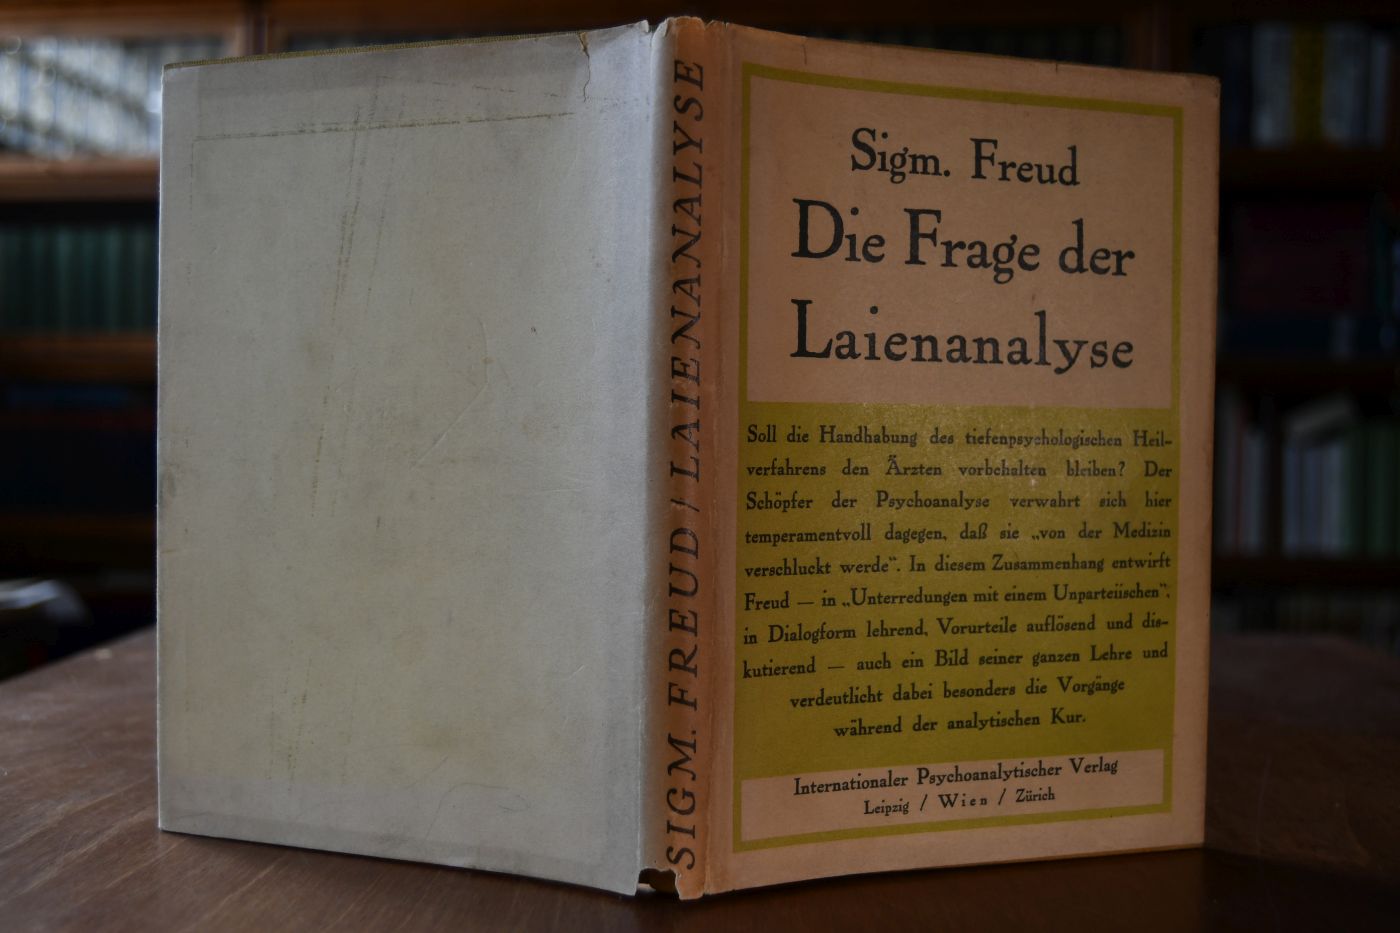 SIGM. FREUD / LAIENANALYSE
Sigm. Freud
Die Frage der
Laienanalyse
Soll die Handhabung des tiefenpsychologischen Heil-
verfahrens den Ärzten vorbehalten bleiben? Der
Schöpfer der Psychoanalyse verwahrt sich hier
temperamentvoll dagegen, daß sie „von der Medizin
verschluckt werde“. In diesem Zusammenhang entwirft
Freud — in „Unterredungen mit einem Unparteiischen“,
in Dialogform lehrend, Vorurteile auflösend und dis-
kutierend — auch ein Bild seiner ganzen Lehre und
verdeutlicht dabei besonders die Vorgänge
während der analytischen Kur.
Internationaler Psychoanalytischer Verlag
Leipzig / Wien / Zürich